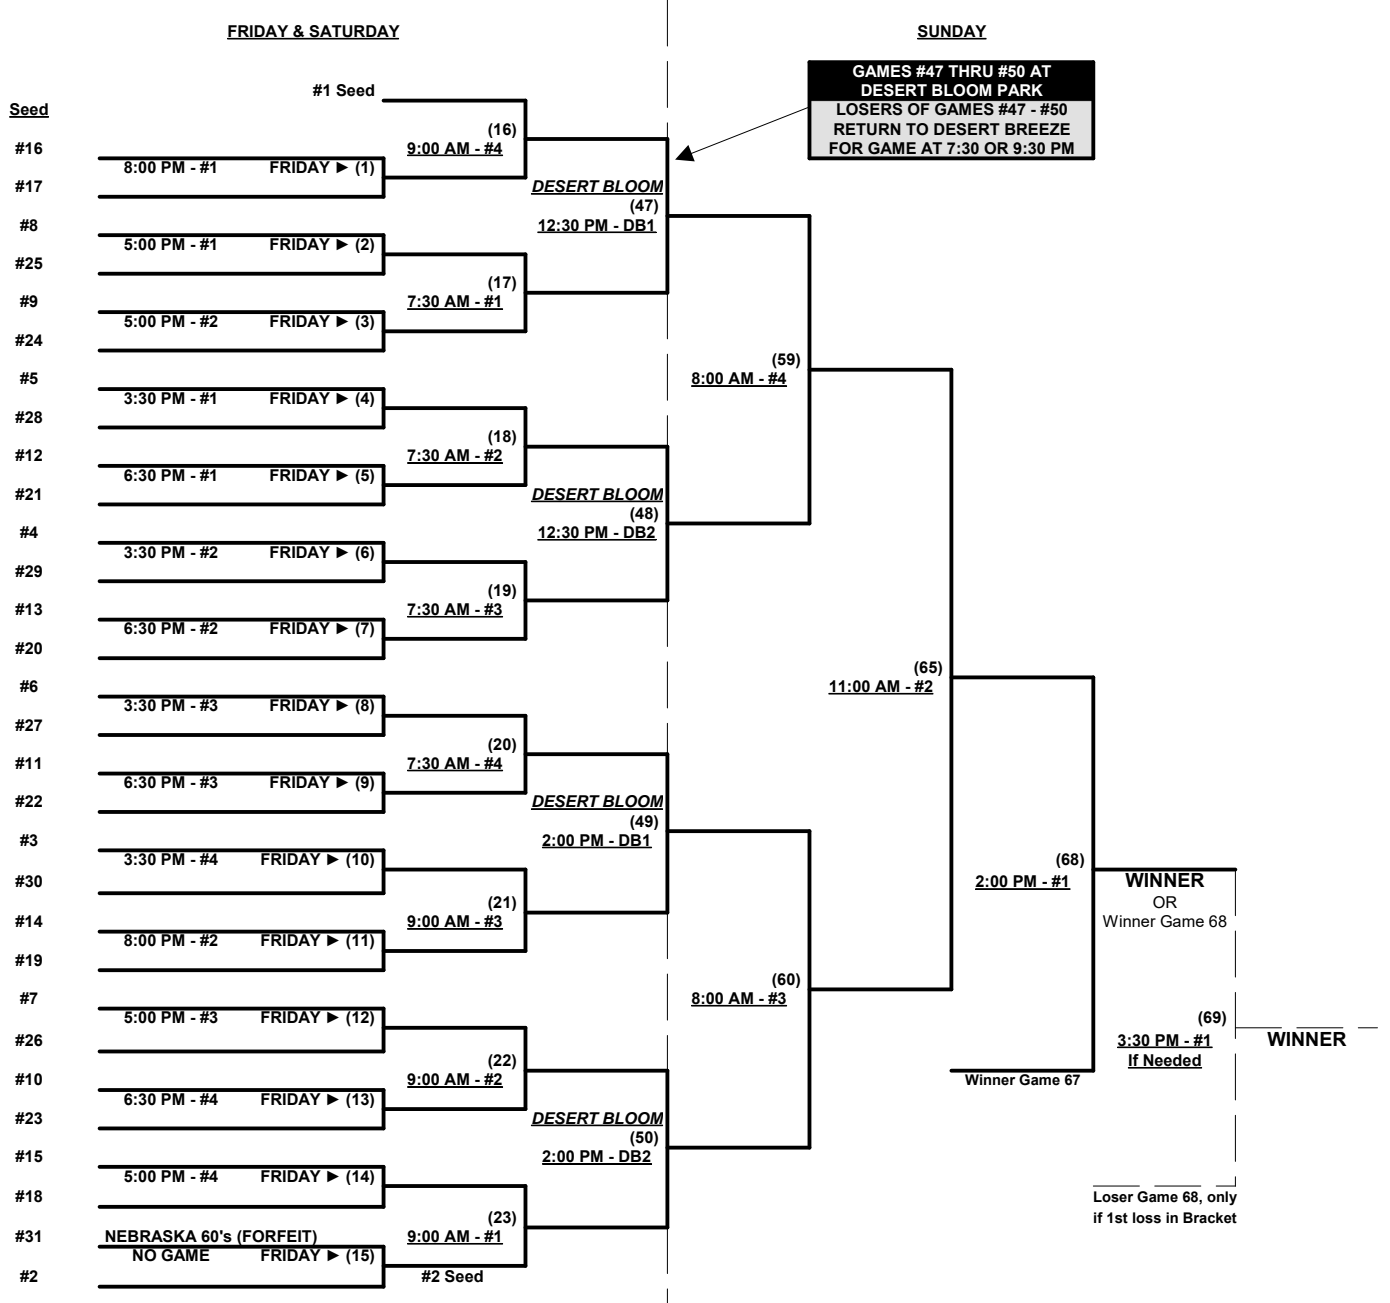 FRIDAY & SATURDAY
SUNDAY
GAMES #47 THRU #50 AT
DESERT BLOOM PARK
LOSERS OF GAMES #47 - #50
RETURN TO DESERT BREEZE
FOR GAME AT 7:30 OR 9:30 PM
#1 Seed
Seed
(16)
#16
9:00 AM - #4
8:00 PM - #1 FRIDAY ► (1)
#17
DESERT BLOOM
(47)
#8
12:30 PM - DB1
5:00 PM - #1 FRIDAY ► (2)
#25
(17)
#9
7:30 AM - #1
5:00 PM - #2 FRIDAY ► (3)
#24
(59)
#5
8:00 AM - #4
3:30 PM - #1 FRIDAY ► (4)
#28
(18)
#12
7:30 AM - #2
6:30 PM - #1 FRIDAY ► (5)
#21
DESERT BLOOM
(48)
#4
12:30 PM - DB2
3:30 PM - #2 FRIDAY ► (6)
#29
(19)
#13
7:30 AM - #3
6:30 PM - #2 FRIDAY ► (7)
#20
(65)
#6
11:00 AM - #2
3:30 PM - #3 FRIDAY ► (8)
#27
(20)
#11
7:30 AM - #4
6:30 PM - #3 FRIDAY ► (9)
#22
DESERT BLOOM
(49)
#3
2:00 PM - DB1
3:30 PM - #4 FRIDAY ► (10)
(68)
#30
2:00 PM - #1
WINNER
OR
Winner Game 68
(21)
#14
9:00 AM - #3
8:00 PM - #2 FRIDAY ► (11)
#19
(60)
#7
8:00 AM - #3
5:00 PM - #3 FRIDAY ► (12)
(69)
#26
3:30 PM - #1
WINNER
If Needed
(22)
#10
9:00 AM - #2
Winner Game 67
6:30 PM - #4 FRIDAY ► (13)
#23
DESERT BLOOM
(50)
#15
2:00 PM - DB2
5:00 PM - #4 FRIDAY ► (14)
#18
Loser Game 68, only
if 1st loss in Bracket
(23)
#31
NEBRASKA 60's (FORFEIT)
9:00 AM - #1
NO GAME FRIDAY ► (15)
#2
#2 Seed